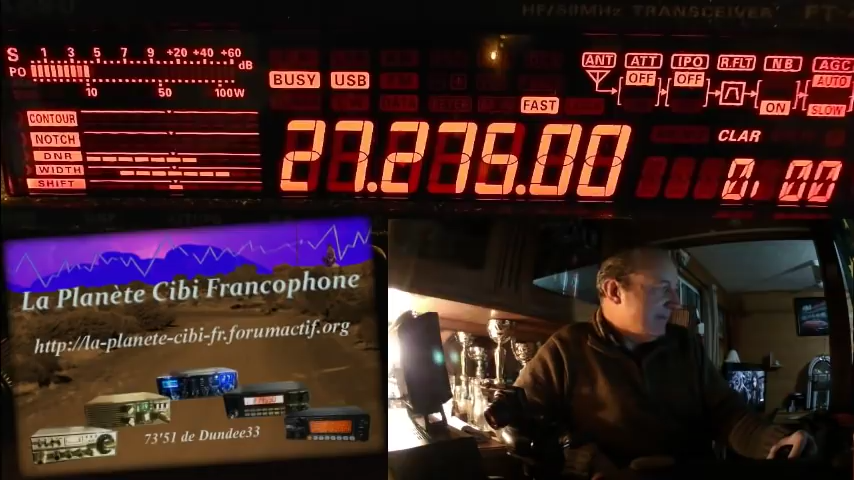 HF/50MHz TRANSCEIVER FT-
S 1 3 5 7 9 +20 +40 +60 dB
PO 10 50 100W
BUSY USB
FAST
ANT ATT IPO R.FLT NB AGC
OFF OFF AUTO
ON SLOW
CONTOUR
NOTCH
DNR
WIDTH
SHIFT
27.275.00
CLAR
0.00
La Planète Cibi Francophone
http://la-planete-cibi-fr.forumactif.org
73'51 de Dundee33